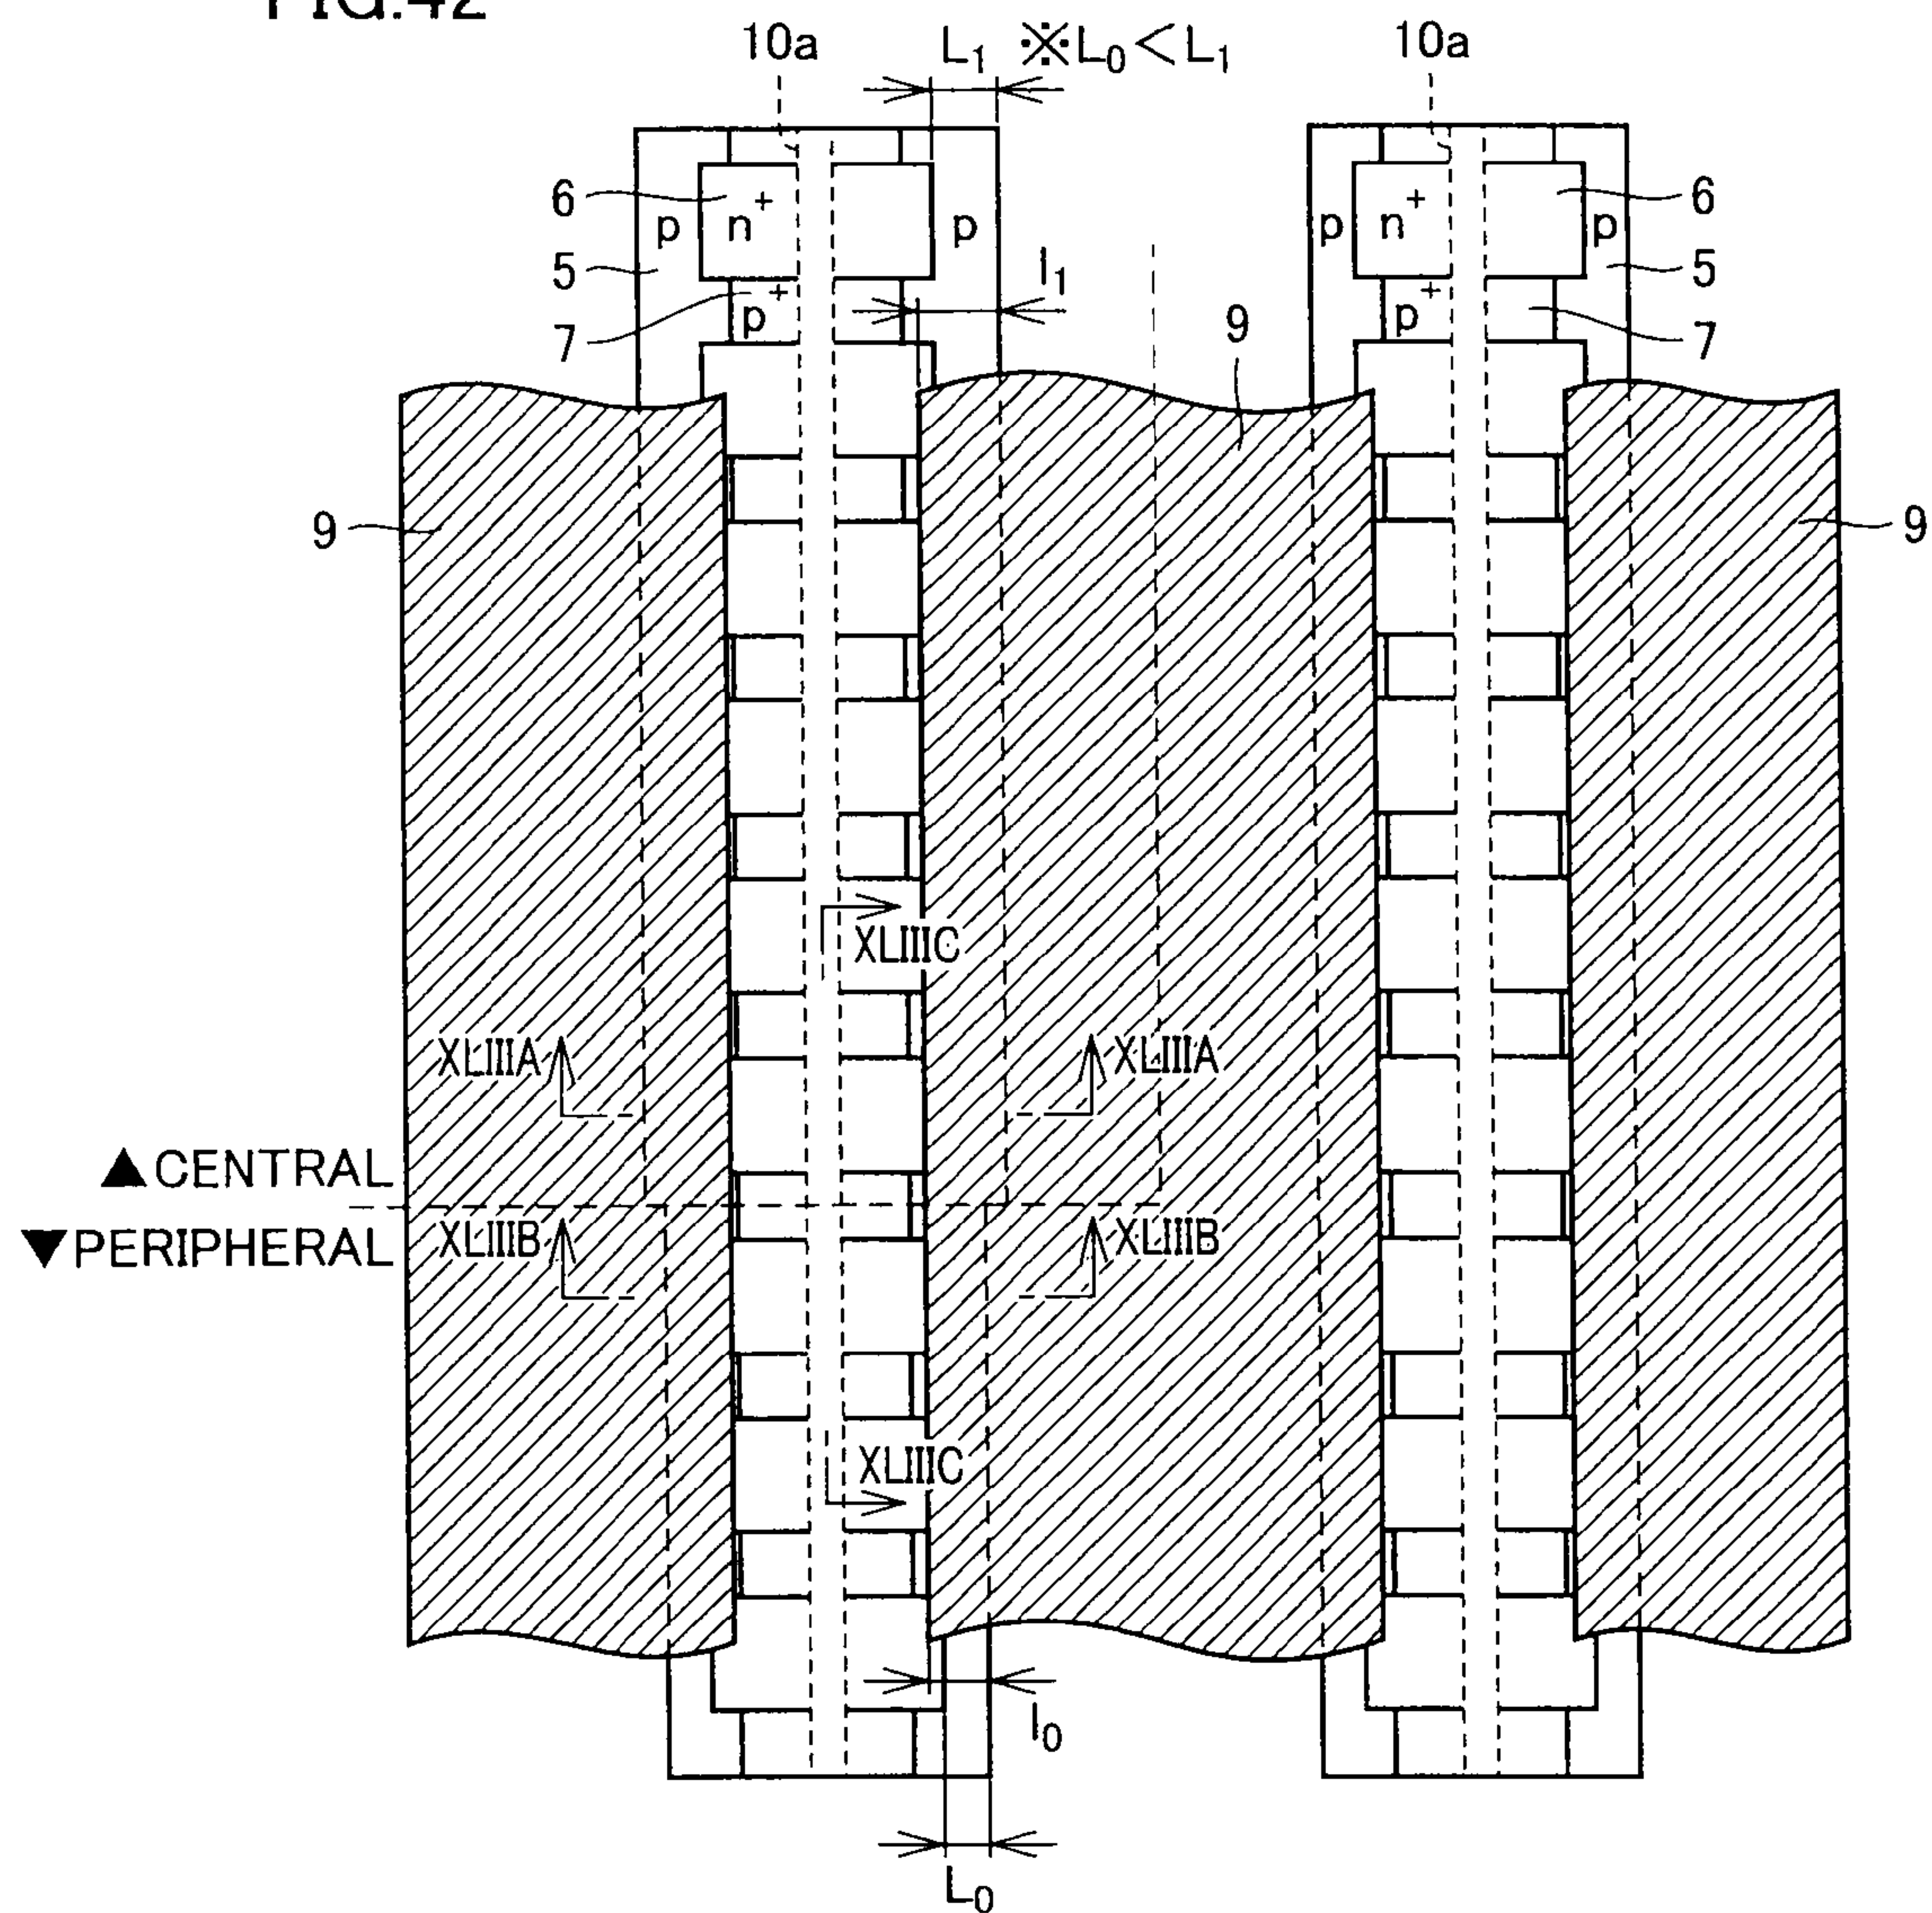 FIG.42
10a
L₁ ※L₀<L₁
10a
6
n⁺
p
p
5
7
p⁺
l₁
9
p
n⁺
p
6
5
p⁺
7
9
9
XLIIIC
XLIIIA
XLIIIA
▲CENTRAL
▼PERIPHERAL
XLIIIB
XLIIIB
XLIIIC
l₀
L₀